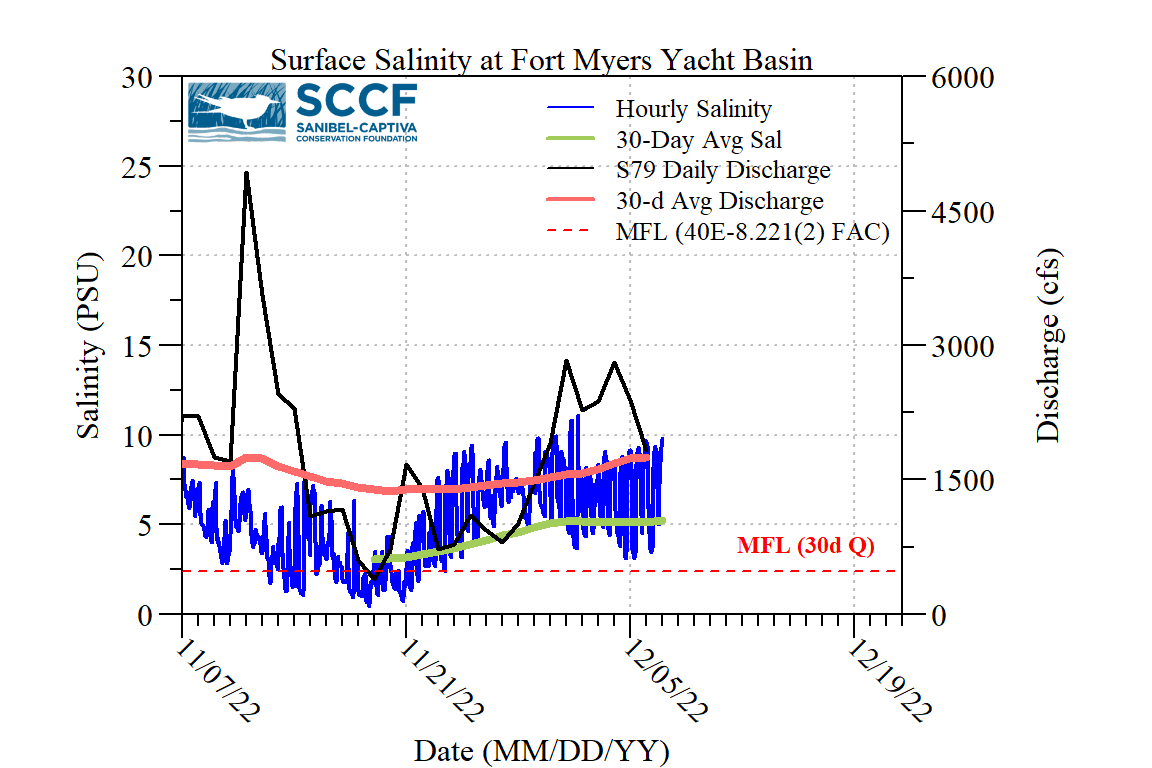 Surface Salinity at Fort Myers Yacht Basin
SCCF
SANIBEL-CAPTIVA
CONSERVATION FOUNDATION
Hourly Salinity
30-Day Avg Sal
S79 Daily Discharge
30-d Avg Discharge
MFL (40E-8.221(2) FAC)
MFL (30d Q)
Salinity (PSU)
30
25
20
15
10
5
0
Discharge (cfs)
6000
4500
3000
1500
0
11/07/22
11/21/22
12/05/22
12/19/22
Date (MM/DD/YY)